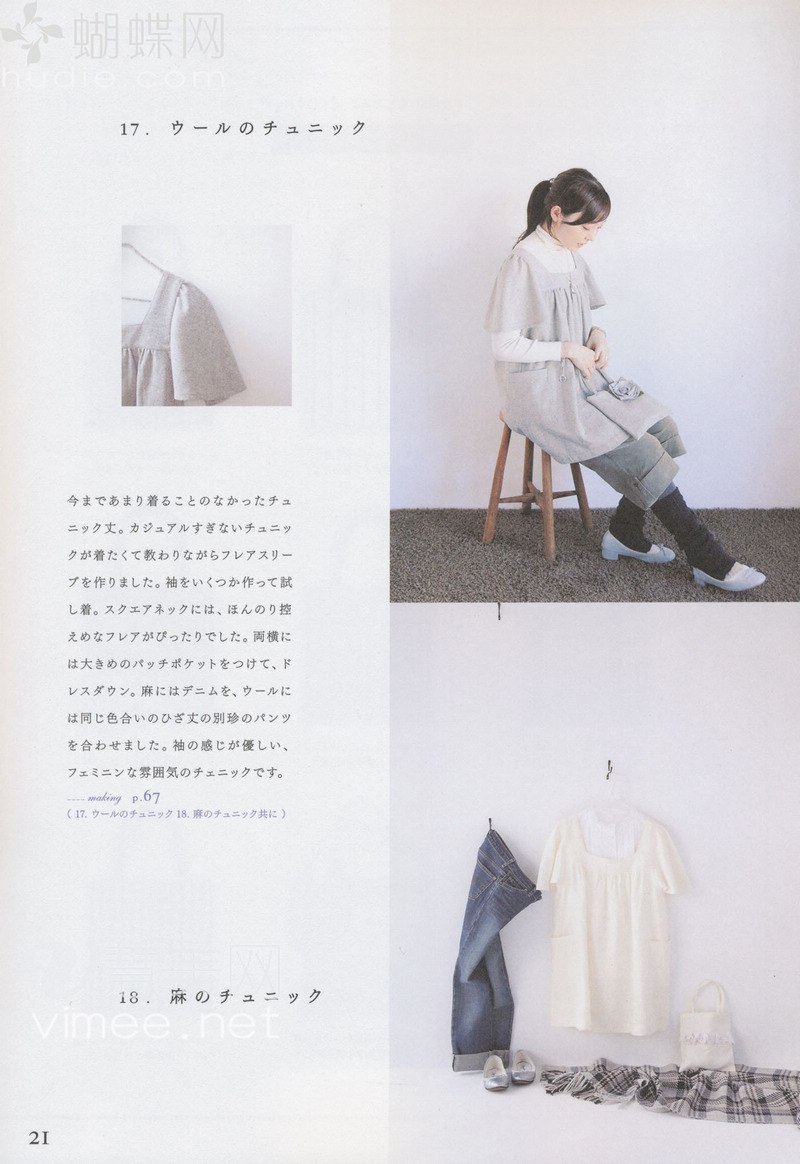 蝴蝶网
hudie.com
17. ウールのチュニック
今まであまり着ることのなかったチュ
ニック丈。カジュアルすぎないチュニッ
クが着たくて教わりながらフレアスリー
ブを作りました。袖をいくつか作って試
し着。スクエアネックには、ほんのり控
えめなフレアがぴったりでした。両横に
は大きめのパッチポケットをつけて、ド
レスダウン。麻にはデニムを、ウールに
は同じ色合いのひざ丈の別珍のパンツ
を合わせました。袖の感じが優しい、
フェミニンな雰囲気のチェニックです。
making p.67
( 17. ウールのチュニック 18. 麻のチュニック共に )
18. 麻のチュニック
vimee.net
21